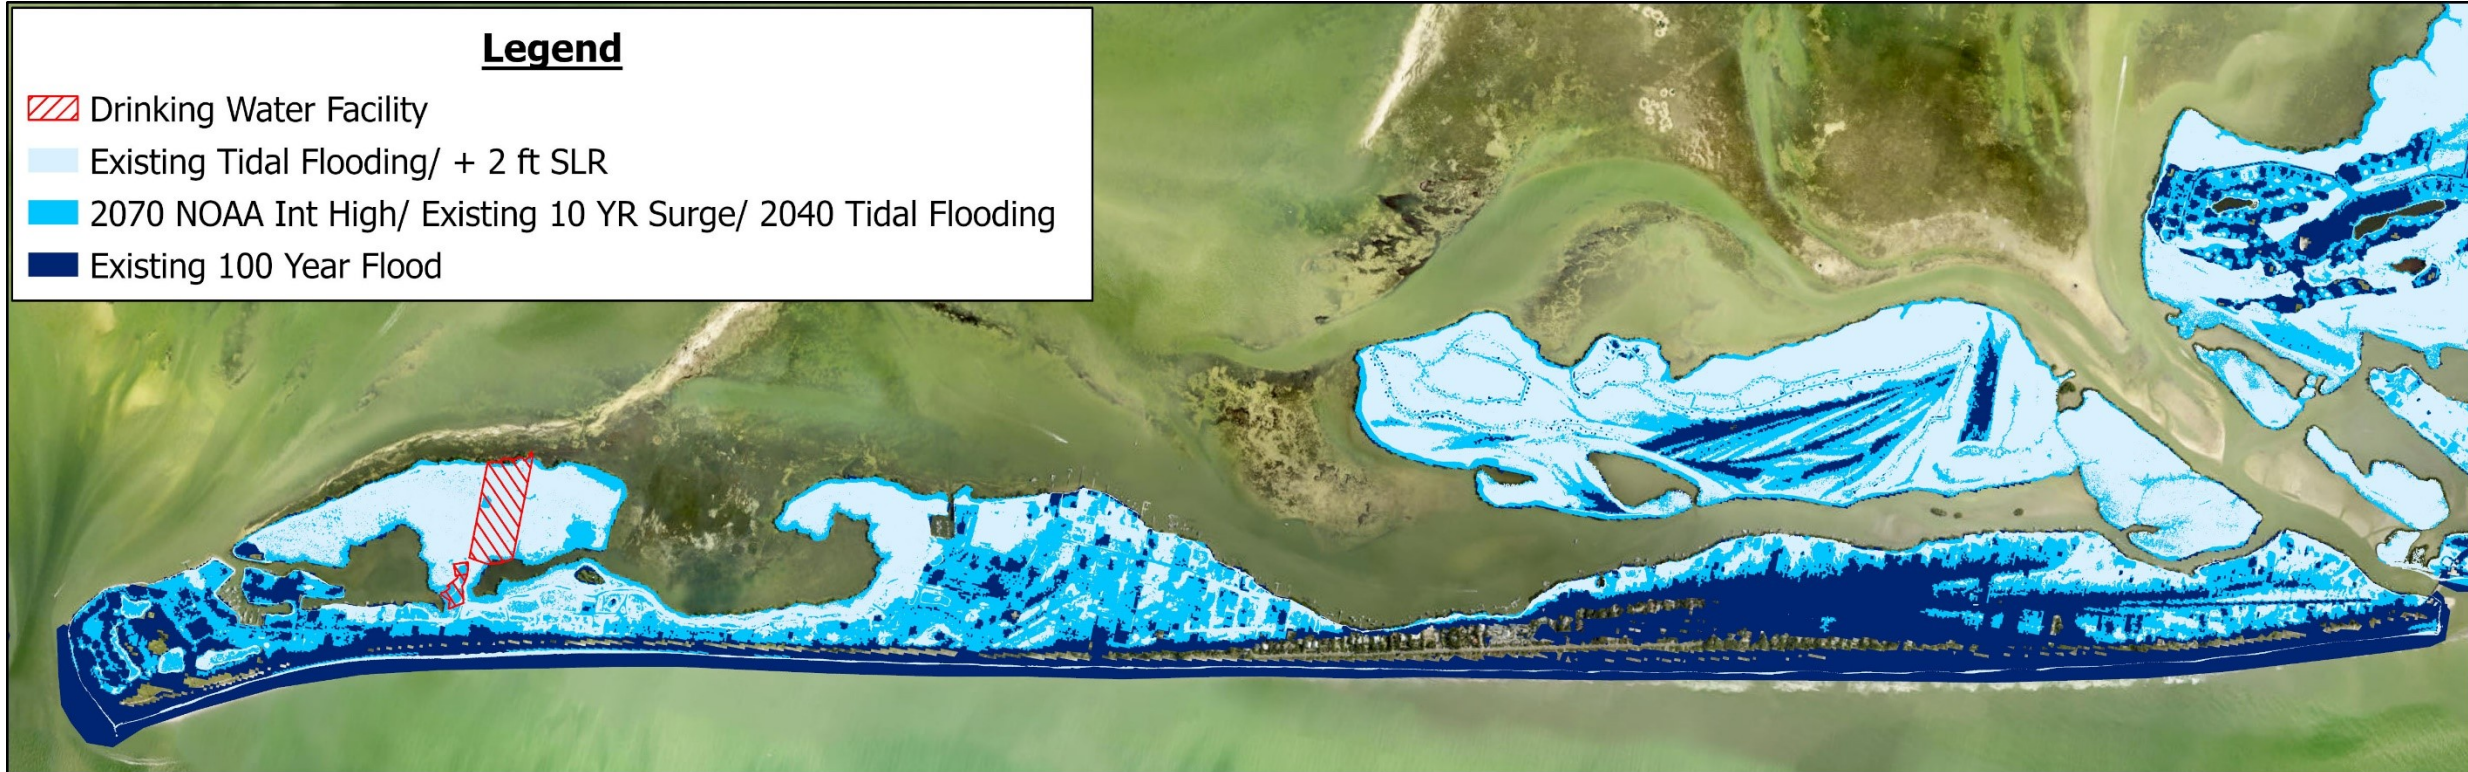 Legend
Drinking Water Facility
Existing Tidal Flooding/ + 2 ft SLR
2070 NOAA Int High/ Existing 10 YR Surge/ 2040 Tidal Flooding
Existing 100 Year Flood